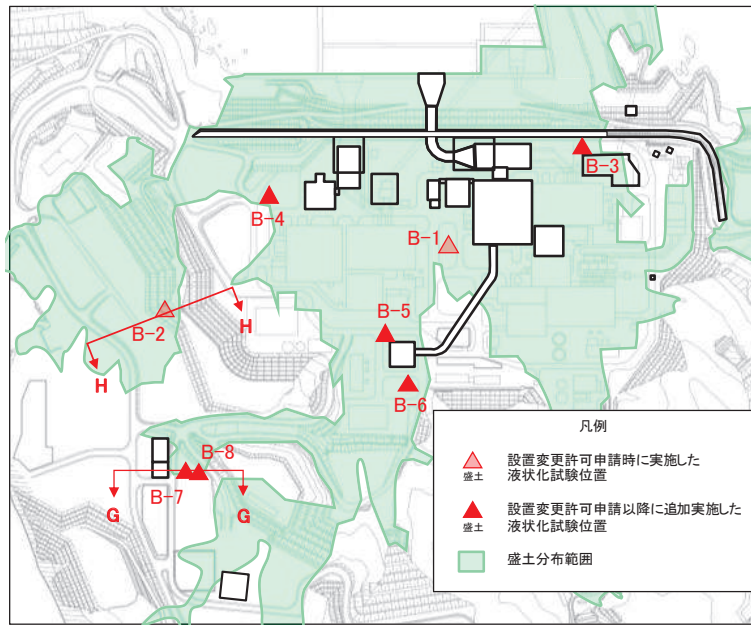 B-3
B-4
B-1
B-5
B-2
H
H
B-6
B-8
B-7
G
G
凡例
盛土
設置変更許可申請時に実施した
液状化試験位置
盛土
設置変更許可申請以降に追加実施した
液状化試験位置
盛土分布範囲